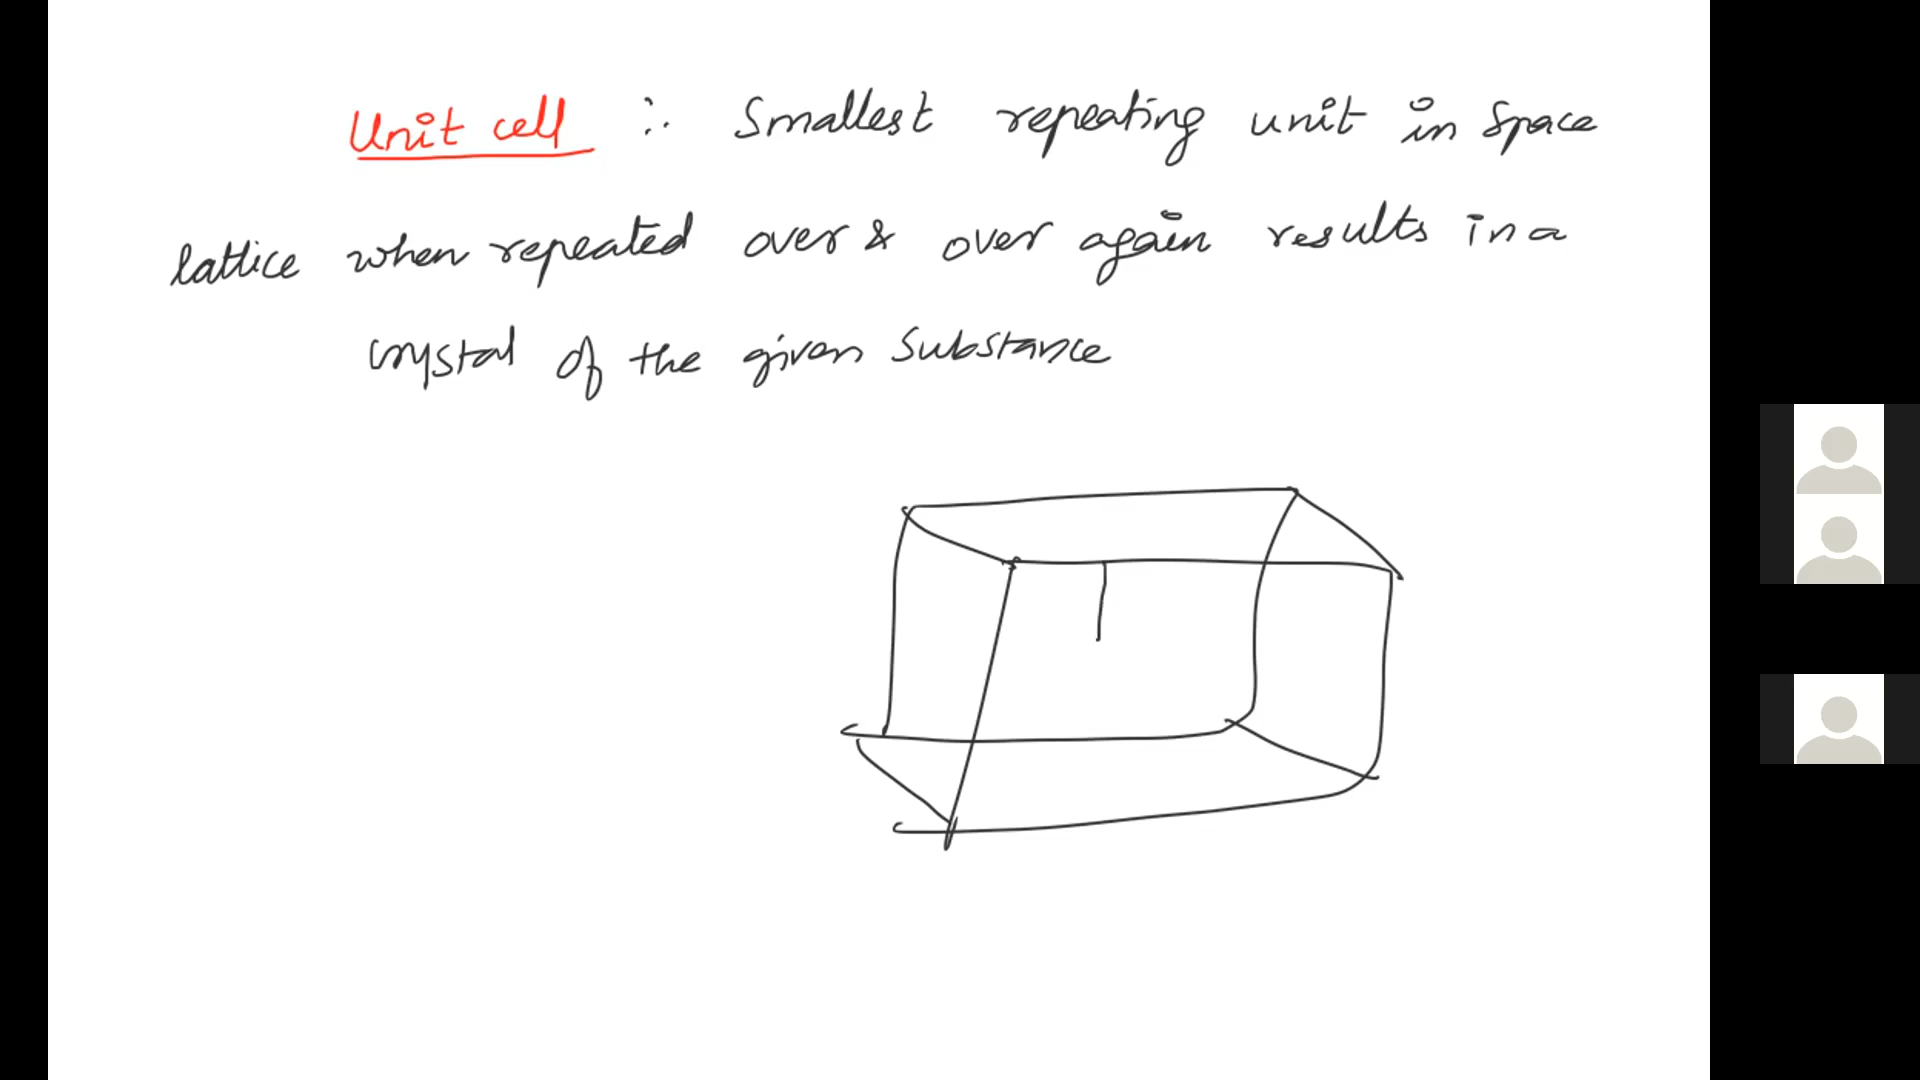 Unit cell :. Smallest repeating unit in space
lattice when repeated over & over again results in a
crystal of the given substance